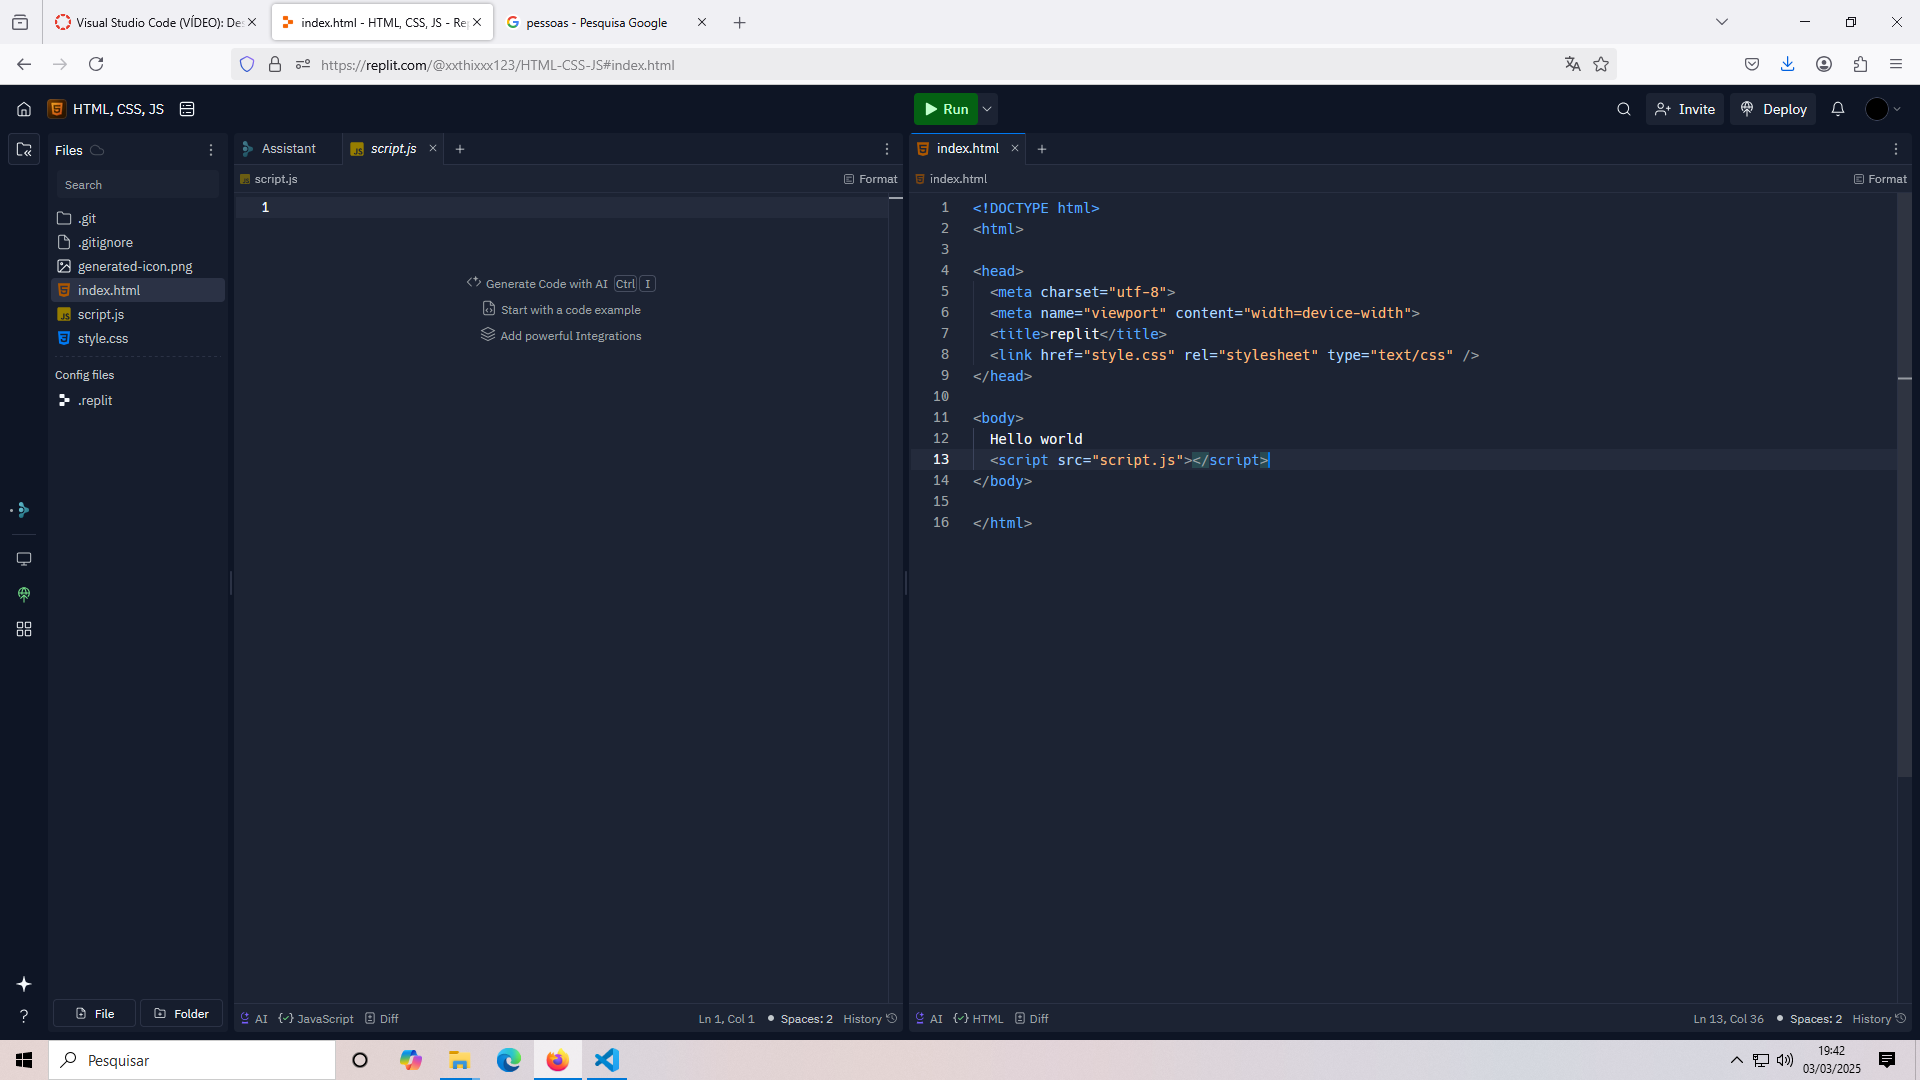 Visual Studio Code (VÍDEO): De
index.html - HTML, CSS, JS - Rep
pessoas - Pesquisa Google
https://replit.com/@xxthixxx123/HTML-CSS-JS#index.html
HTML, CSS, JS
Run
Invite
Deploy
Files
Search
.git
.gitignore
generated-icon.png
index.html
script.js
style.css
Config files
.replit
File
Folder
Assistant
script.js
script.js
Format
1
Generate Code with AI Ctrl I
Start with a code example
Add powerful Integrations
AI
JavaScript
Diff
Ln 1, Col 1
Spaces: 2
History
index.html
index.html
Format
1 <!DOCTYPE html>
2 <html>
3
4 <head>
5 <meta charset="utf-8">
6 <meta name="viewport" content="width=device-width">
7 <title>replit</title>
8 <link href="style.css" rel="stylesheet" type="text/css" />
9 </head>
10
11 <body>
12 Hello world
13 <script src="script.js"></script>
14 </body>
15
16 </html>
AI
HTML
Diff
Ln 13, Col 36
Spaces: 2
History
Pesquisar
19:42
03/03/2025